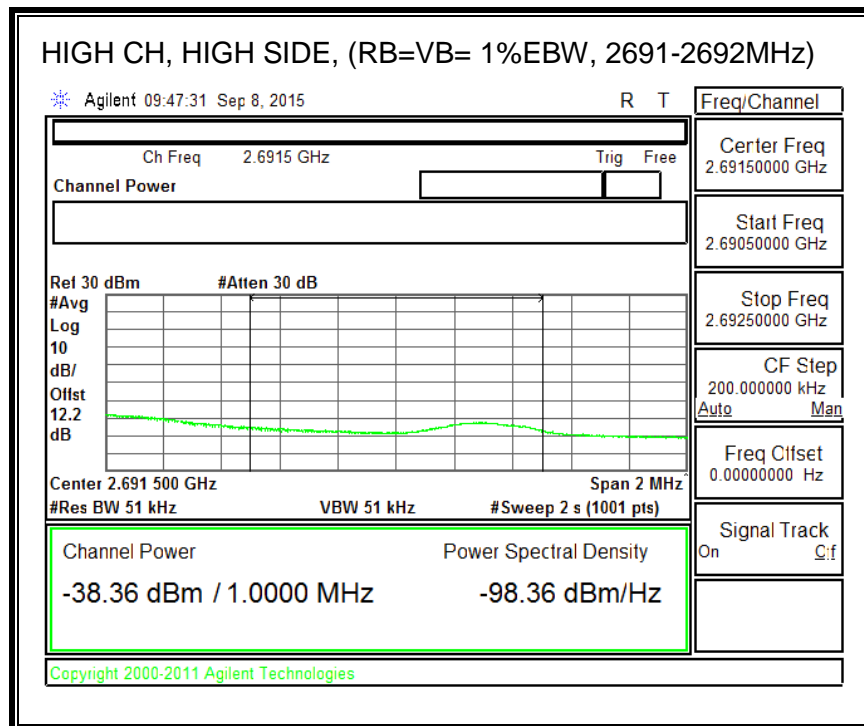 HIGH CH, HIGH SIDE, (RB=VB= 1%EBW, 2691-2692MHz)
Agilent 09:47:31 Sep 8, 2015 R T
Freq/Channel
Ch Freq 2.6915 GHz Trig Free
Channel Power
Center Freq
2.69150000 GHz
Start Freq
2.69050000 GHz
Ref 30 dBm #Atten 30 dB
#Avg
Log
10
dB/
Offst
12.2
dB
Stop Freq
2.69250000 GHz
CF Step
200.000000 kHz
Auto Man
Center 2.691 500 GHz Span 2 MHz
#Res BW 51 kHz VBW 51 kHz #Sweep 2 s (1001 pts)
Freq Offset
0.00000000 Hz
Signal Track
On Off
Channel Power Power Spectral Density
-38.36 dBm / 1.0000 MHz -98.36 dBm/Hz
Copyright 2000-2011 Agilent Technologies